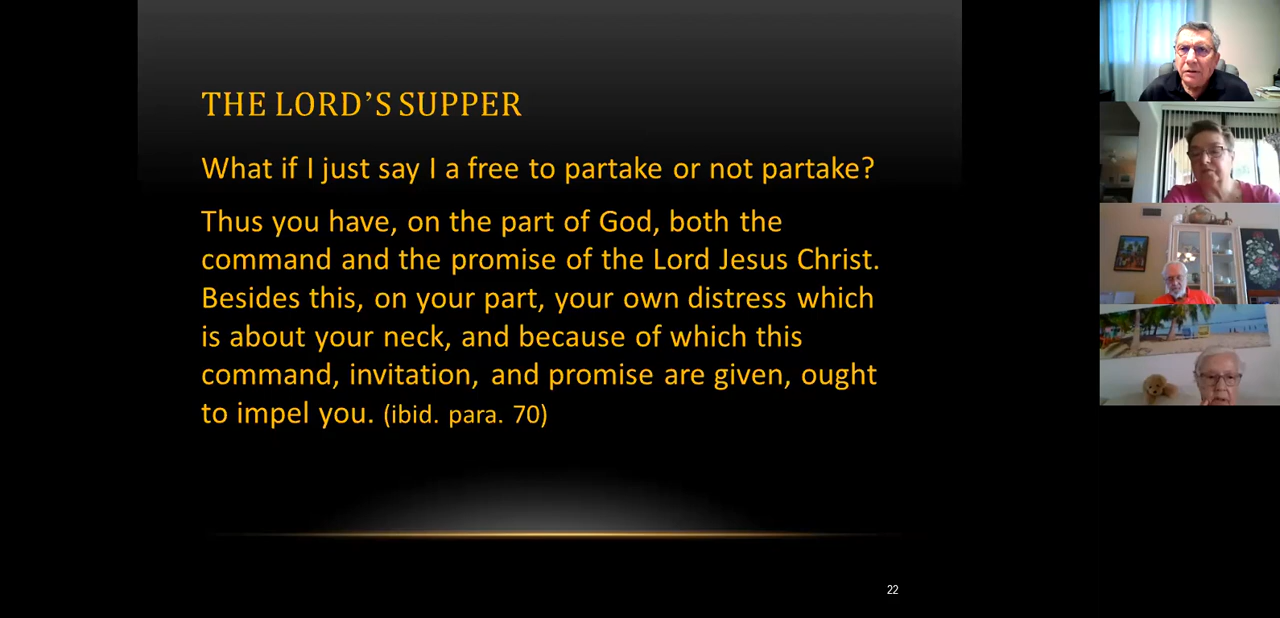 THE LORD'S SUPPER
What if I just say I a free to partake or not partake?
Thus you have, on the part of God, both the
command and the promise of the Lord Jesus Christ.
Besides this, on your part, your own distress which
is about your neck, and because of which this
command, invitation, and promise are given, ought
to impel you. (ibid. para. 70)
22